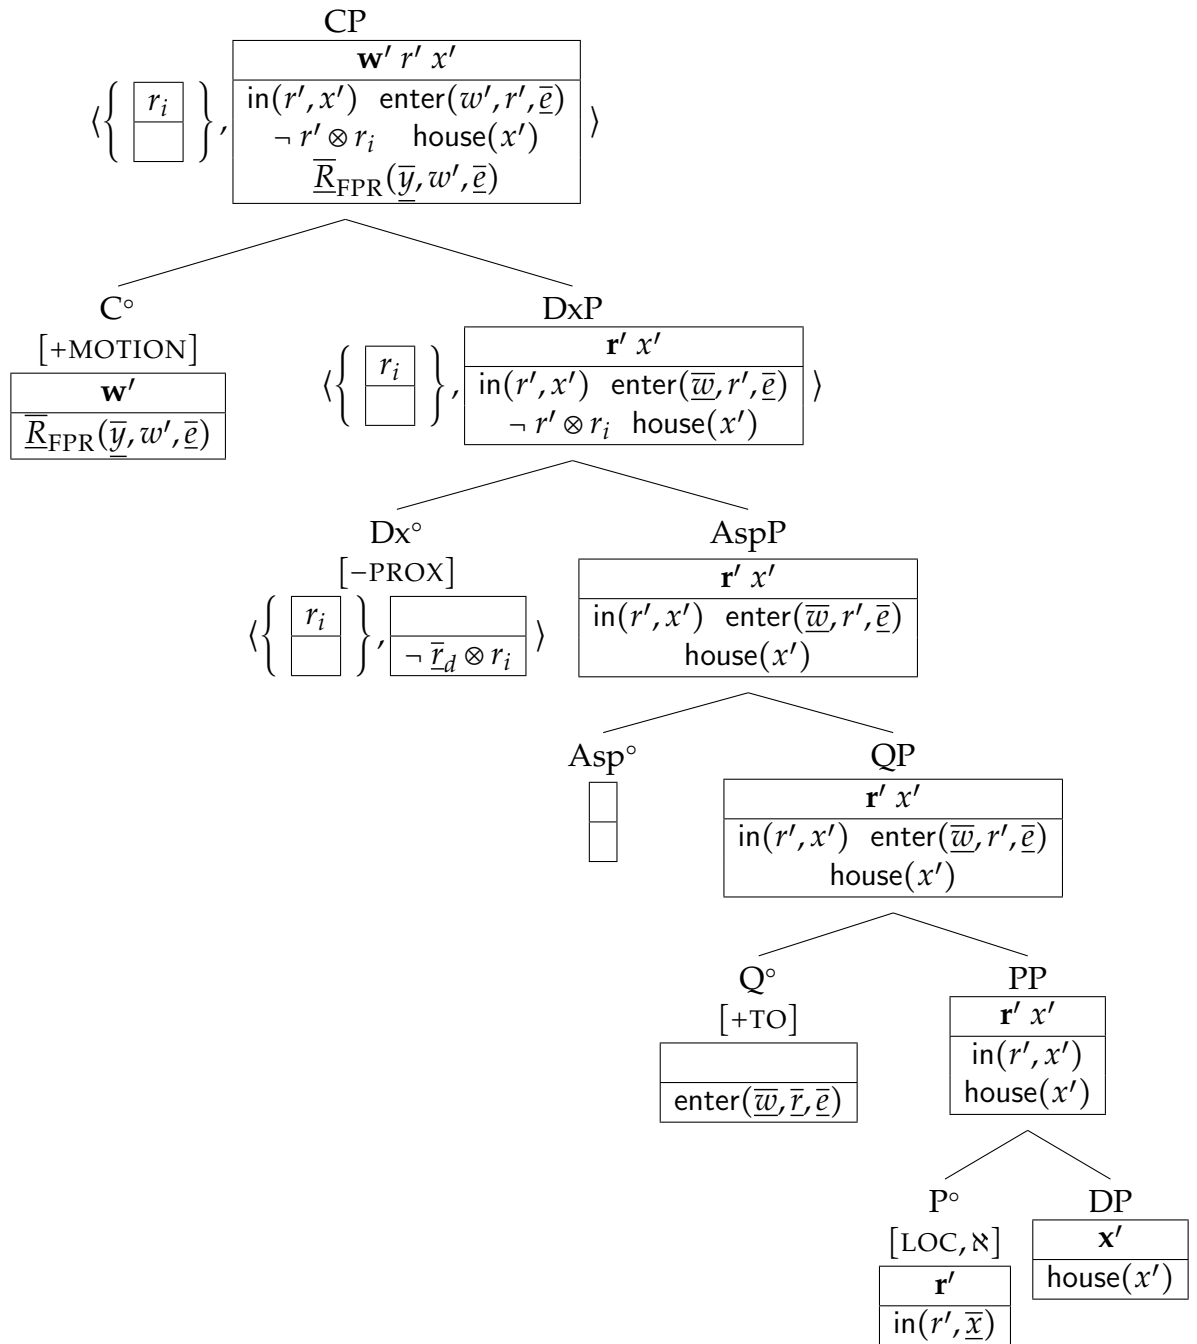 CP
w′ r′ x′
⟨{ r_i }, in(r′, x′) enter(w′, r′, e̲̅)
¬ r′ ⊗ r_i house(x′) ⟩
R̲̅_FPR(y̲̅, w′, e̲̅)
C° DxP
[+MOTION]
w′
R̲̅_FPR(y̲̅, w′, e̲̅)
r′ x′
⟨{ r_i }, in(r′, x′) enter(w̲̅, r′, e̲̅) ⟩
¬ r′ ⊗ r_i house(x′)
Dx° AspP
[−PROX]
⟨{ r_i }, ¬ r̲̅_d ⊗ r_i ⟩
r′ x′
in(r′, x′) enter(w̲̅, r′, e̲̅)
house(x′)
Asp° QP
r′ x′
in(r′, x′) enter(w̲̅, r′, e̲̅)
house(x′)
Q° PP
[+TO]
enter(w̲̅, r̲̅, e̲̅)
r′ x′
in(r′, x′)
house(x′)
P° DP
[LOC, ℵ]
r′
in(r′, x̲̅)
x′
house(x′)